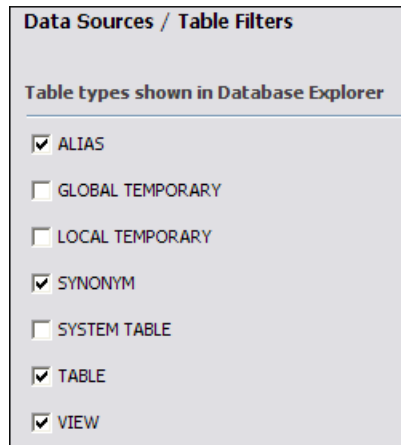 Data Sources / Table Filters
Table types shown in Database Explorer
ALIAS
GLOBAL TEMPORARY
LOCAL TEMPORARY
SYNONYM
SYSTEM TABLE
TABLE
VIEW